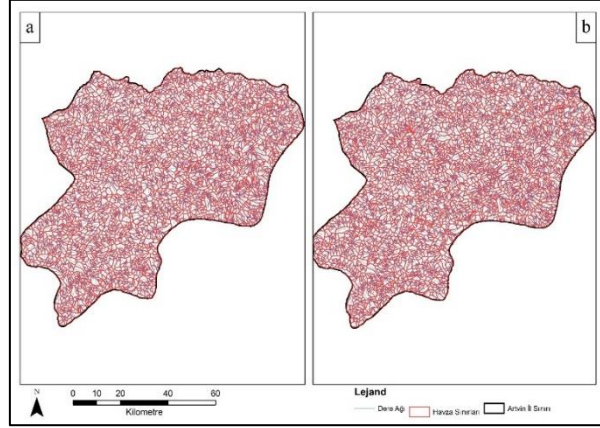 a
b
N
0 10 20 40 60
Kilometre
Lejand
Dere Ağı Havza Sınırları Artvin İl Sınırı